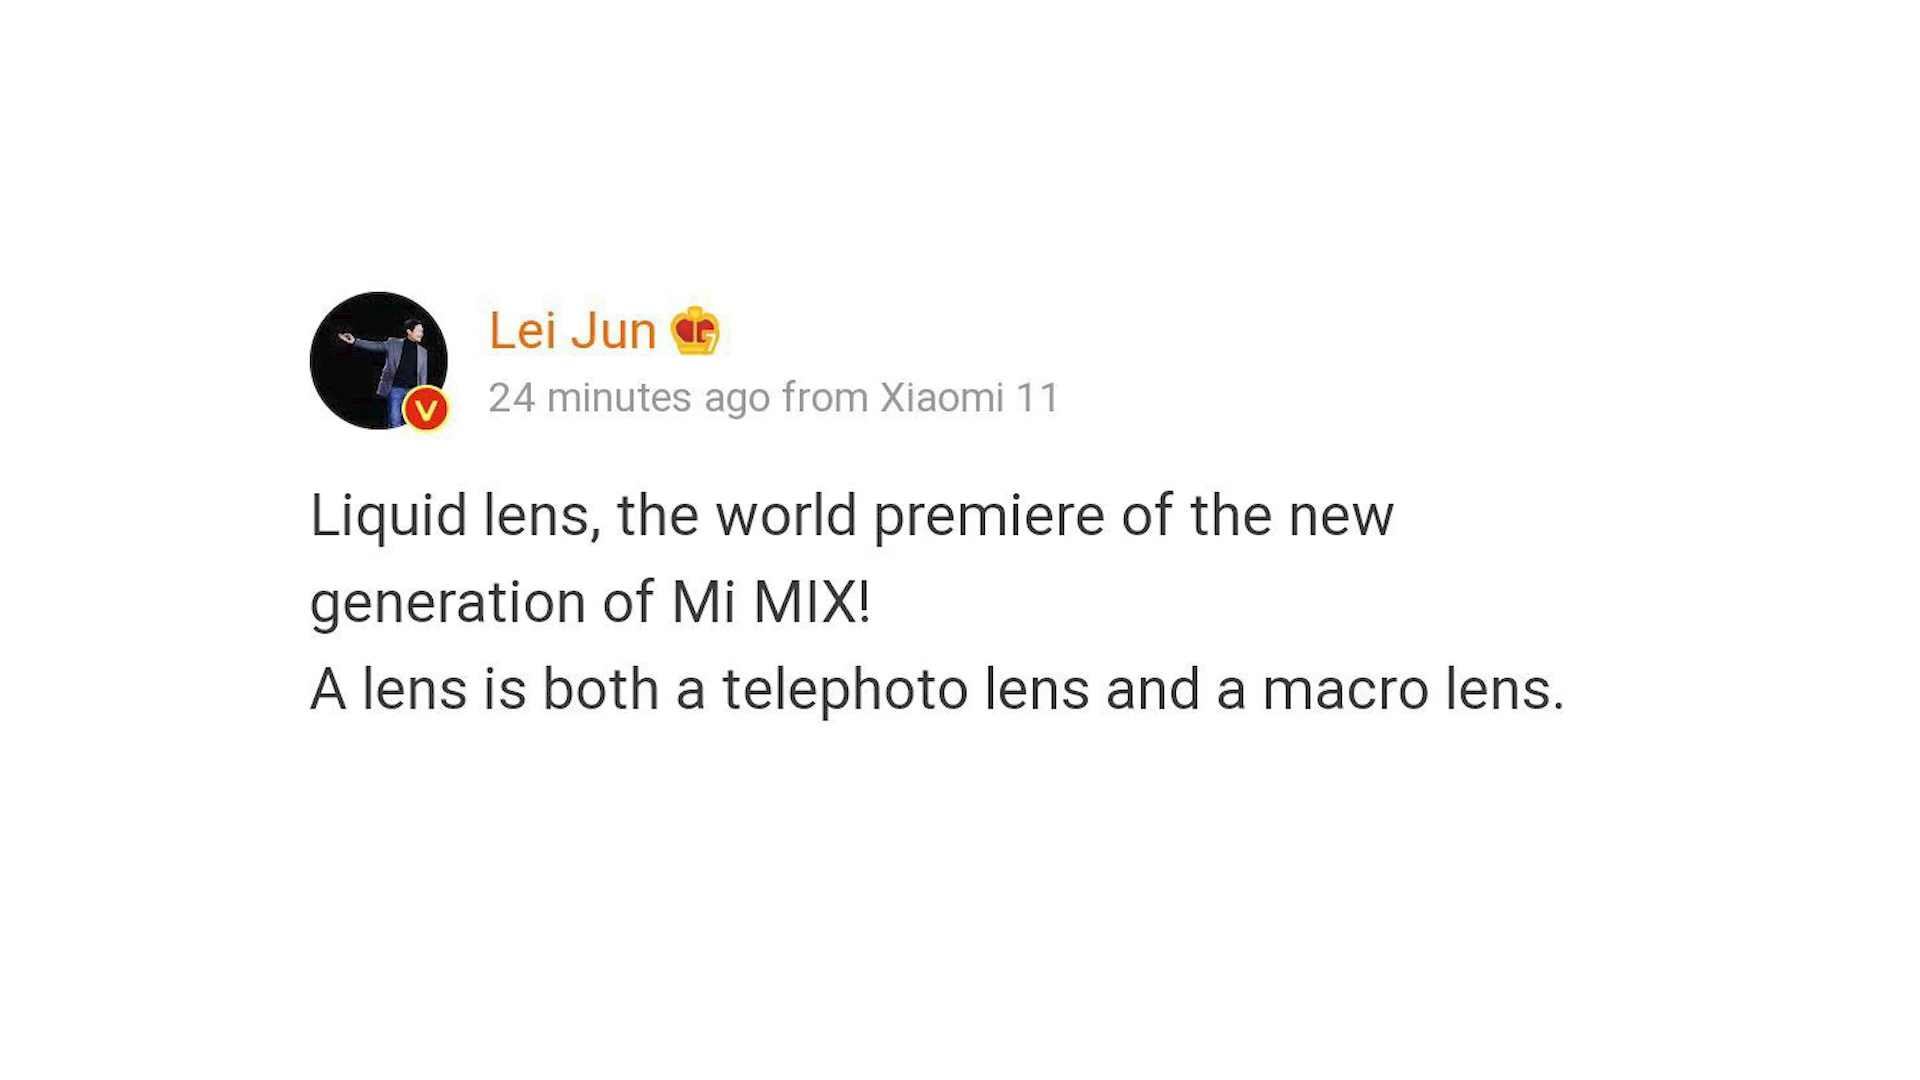 Lei Jun
24 minutes ago from Xiaomi 11
Liquid lens, the world premiere of the new
generation of Mi MIX!
A lens is both a telephoto lens and a macro lens.